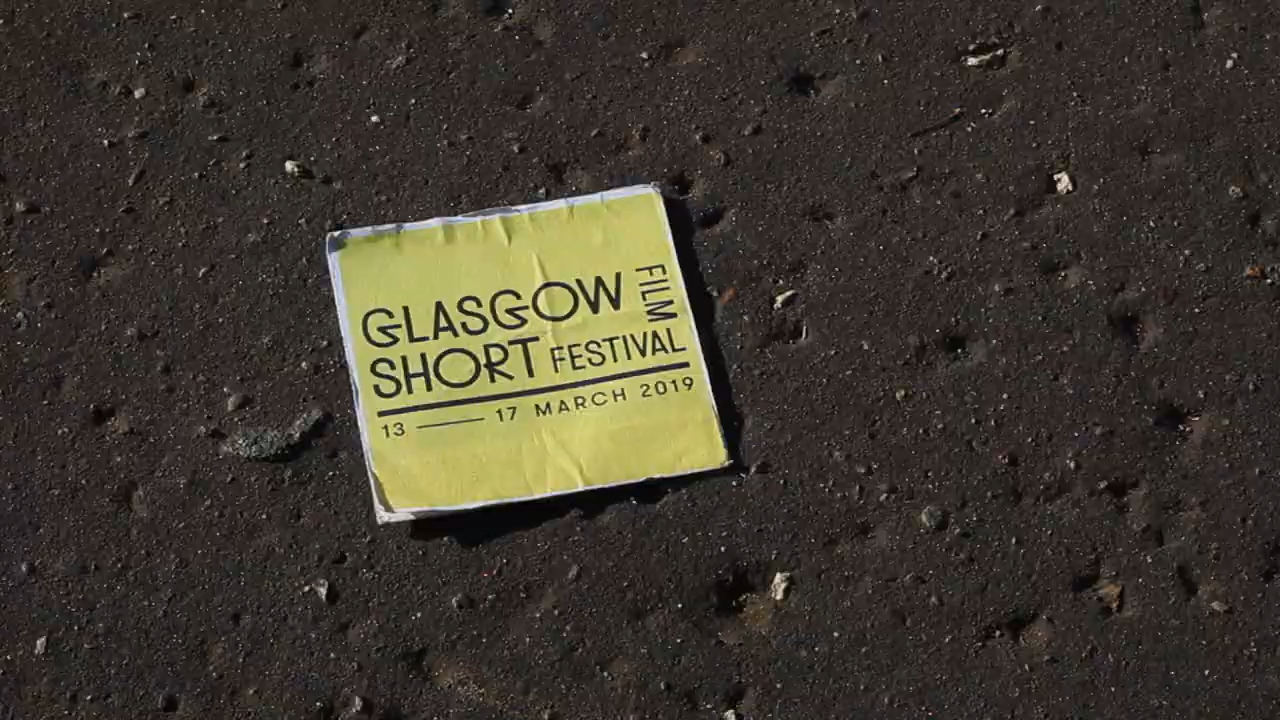 GLASGOW FILM
SHORT FESTIVAL
13 — 17 MARCH 2019